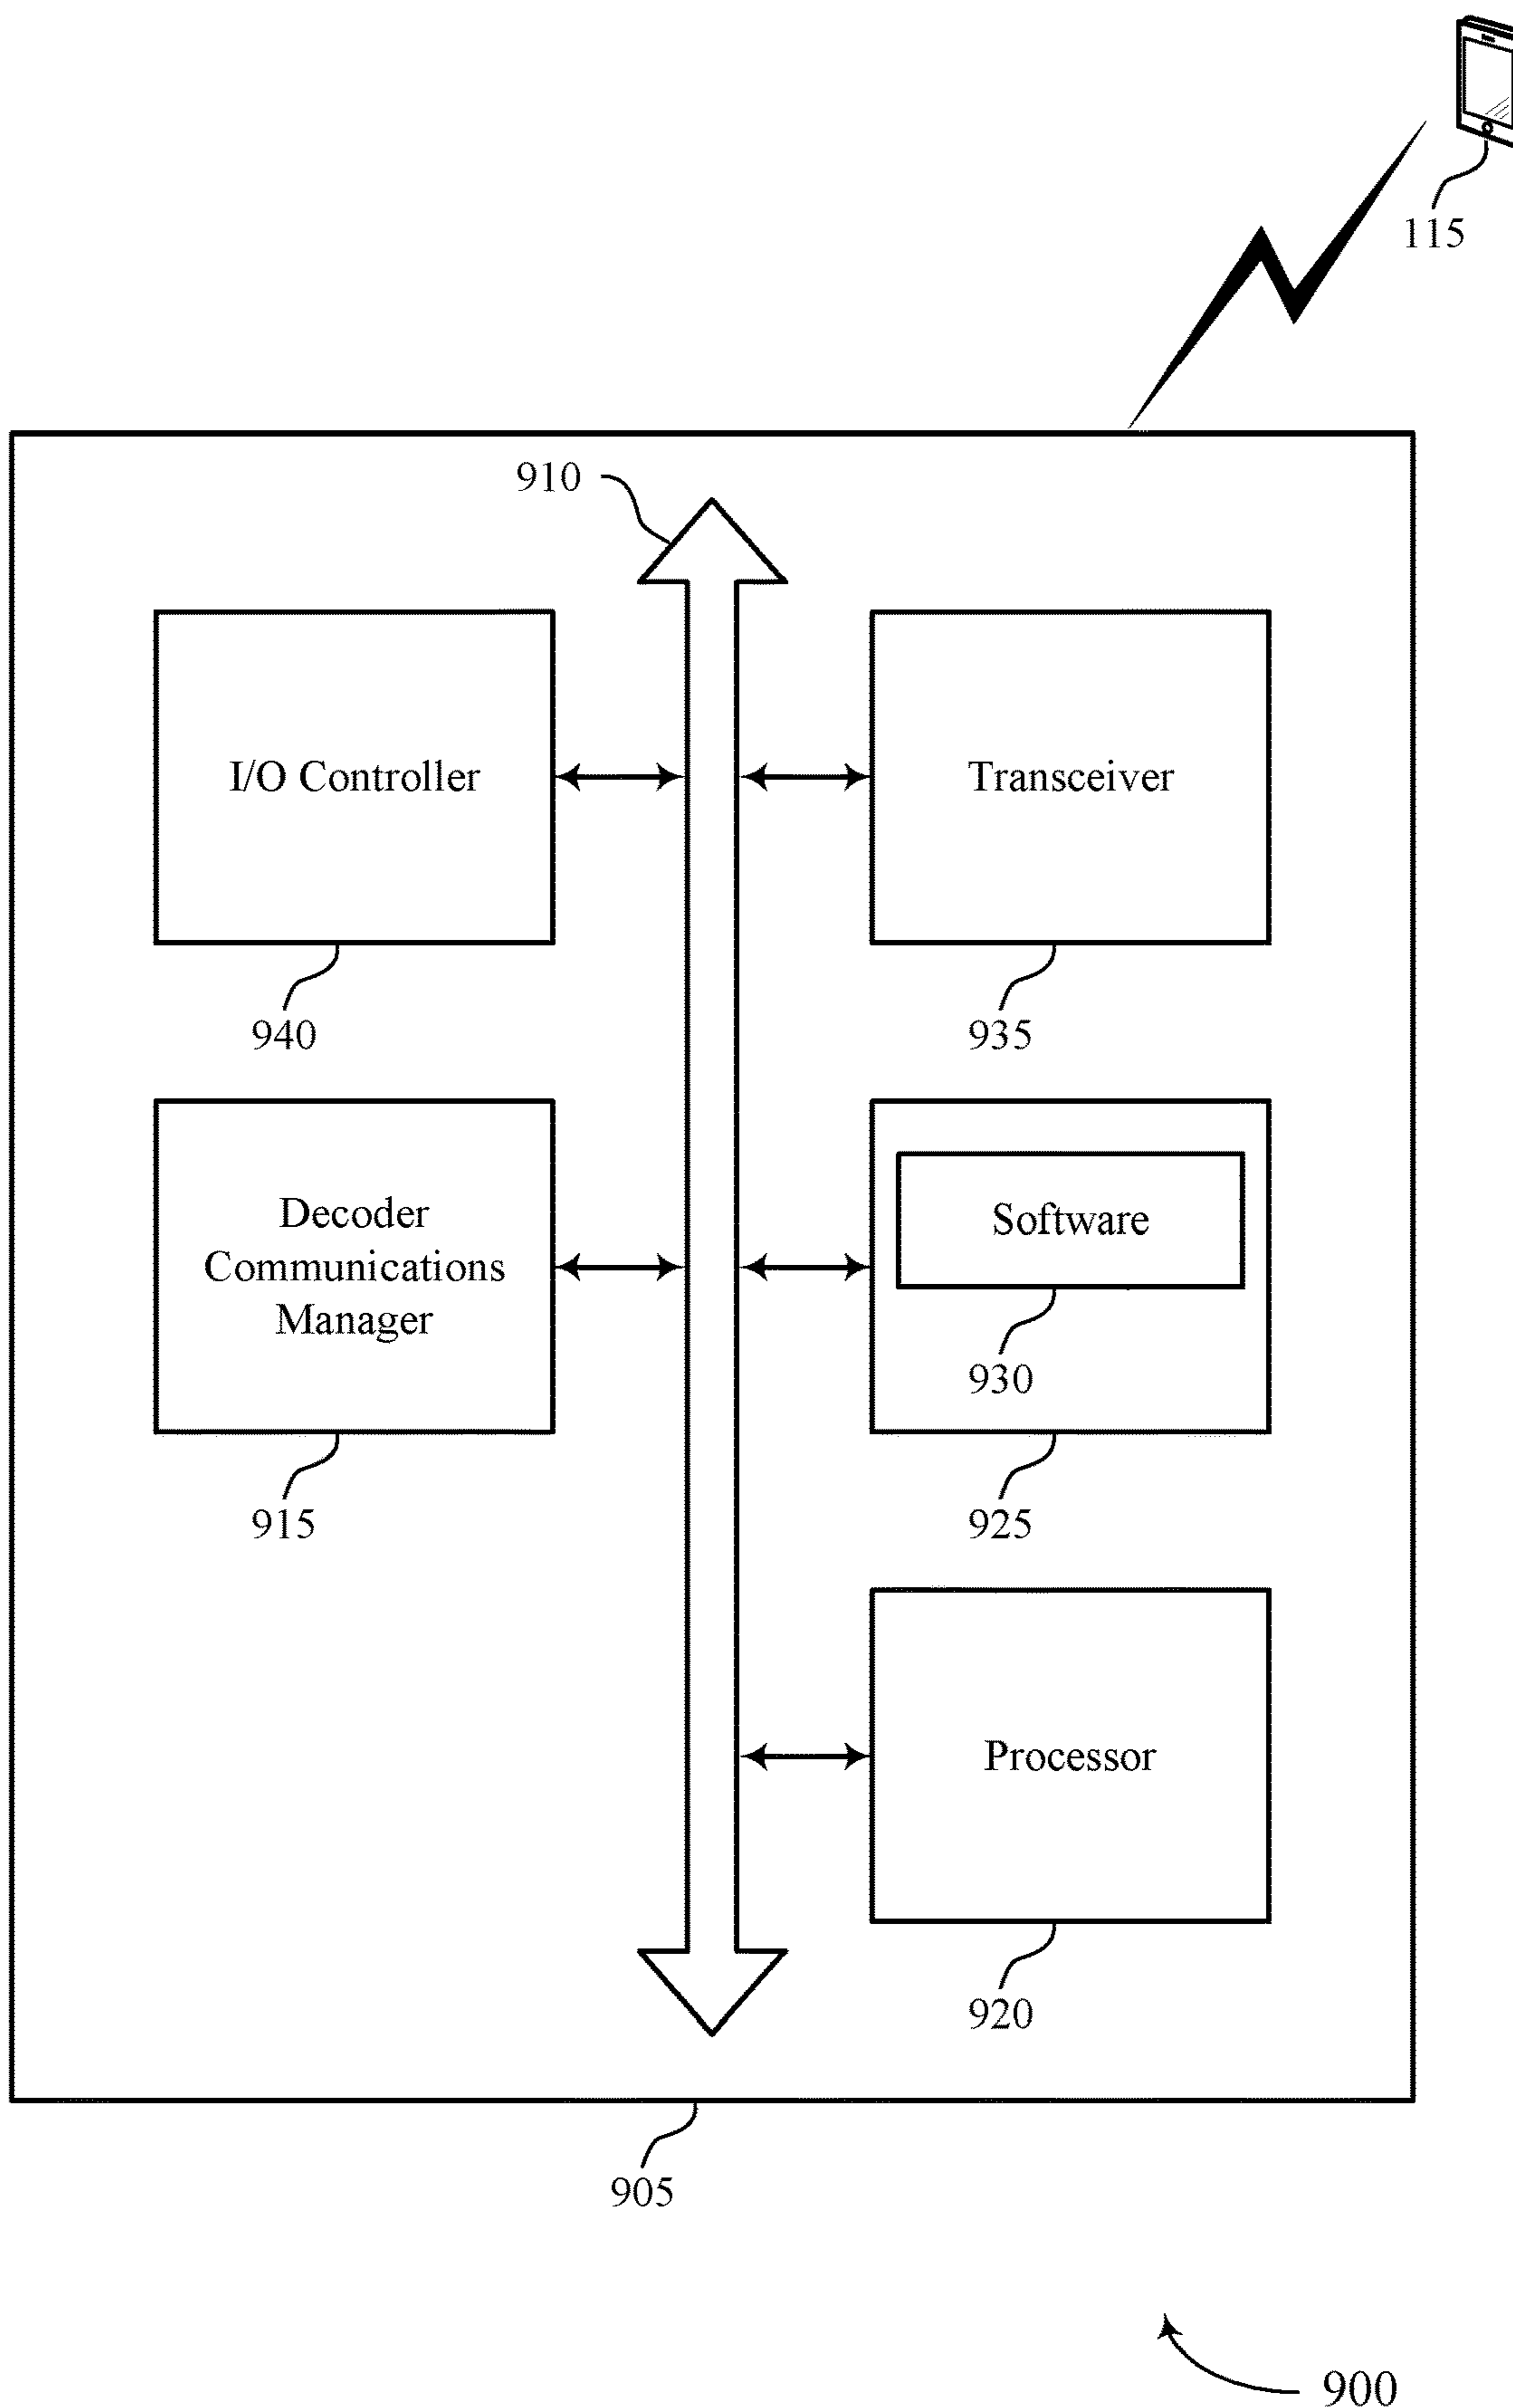 115
910
I/O Controller
Transceiver
940
935
Decoder
Communications
Manager
Software
930
915
925
Processor
920
905
900